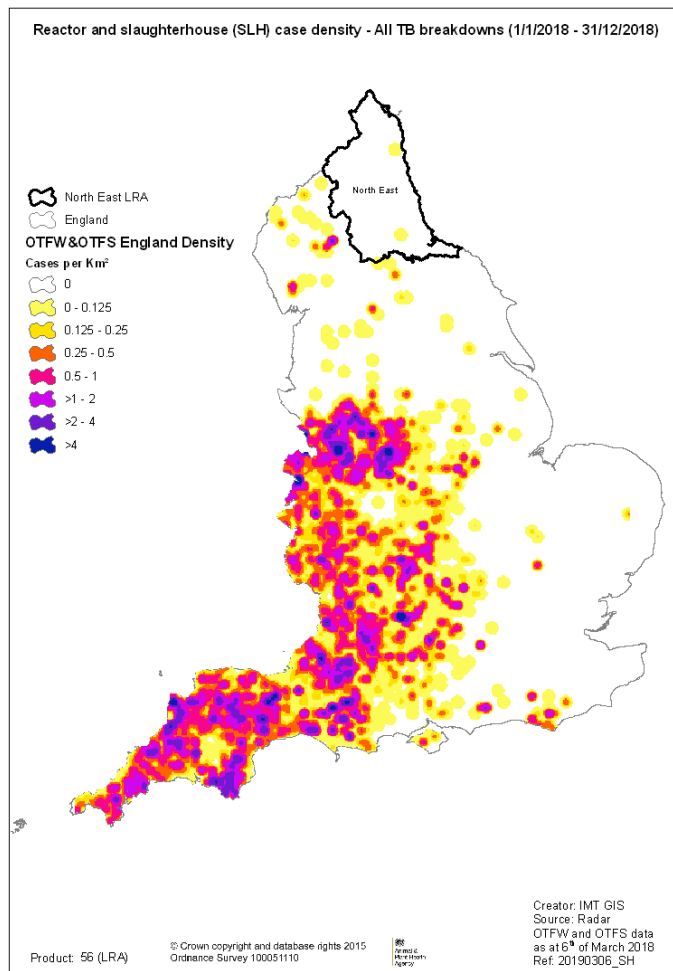 Reactor and slaughterhouse (SLH) case density - All TB breakdowns (1/1/2018 - 31/12/2018)
North East
North East LRA
England
OTFW&OTFS England Density
Cases per Km²
0
0 - 0.125
0.125 - 0.25
0.25 - 0.5
0.5 - 1
>1 - 2
>2 - 4
>4
Product: 56 (LRA)
© Crown copyright and database rights 2015
Ordnance Survey 100051110
Animal &
Plant Health
Agency
Creator: IMT GIS
Source: Radar
OTFW and OTFS data
as at 6th of March 2018
Ref: 20190306_SH